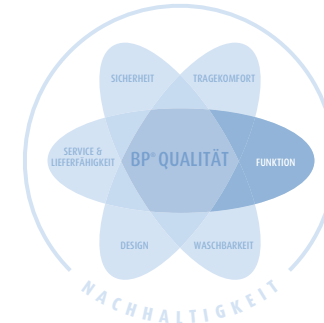 SICHERHEIT
TRAGEKOMFORT
SERVICE &
LIEFERFÄHIGKEIT
BP® QUALITÄT
FUNKTION
DESIGN
WASCHBARKEIT
NACHHALTIGKEIT